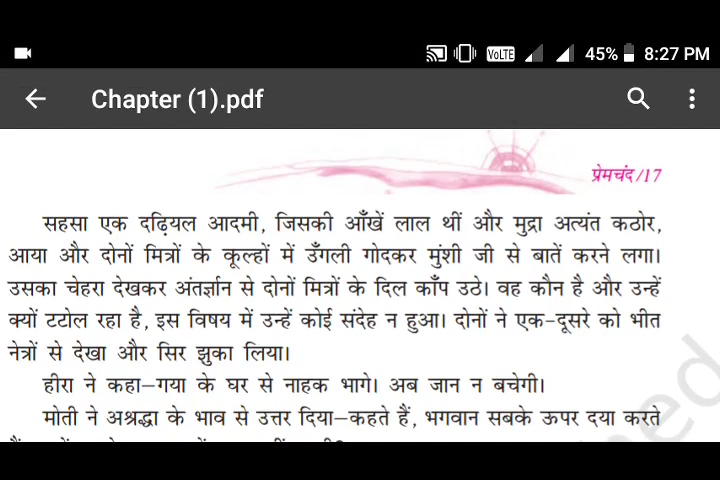 VoLTE 45% 8:27 PM
Chapter (1).pdf
प्रेमचंद/17
सहसा एक दढ़ियल आदमी, जिसकी आँखें लाल थीं और मुद्रा अत्यंत कठोर,
आया और दोनों मित्रों के कूल्हों में उँगली गोदकर मुंशी जी से बातें करने लगा।
उसका चेहरा देखकर अंतर्ज्ञान से दोनों मित्रों के दिल काँप उठे। वह कौन है और उन्हें
क्यों टटोल रहा है, इस विषय में उन्हें कोई संदेह न हुआ। दोनों ने एक-दूसरे को भीत
नेत्रों से देखा और सिर झुका लिया।
हीरा ने कहा—गया के घर से नाहक भागे। अब जान न बचेगी।
मोती ने अश्रद्धा के भाव से उत्तर दिया—कहते हैं, भगवान सबके ऊपर दया करते